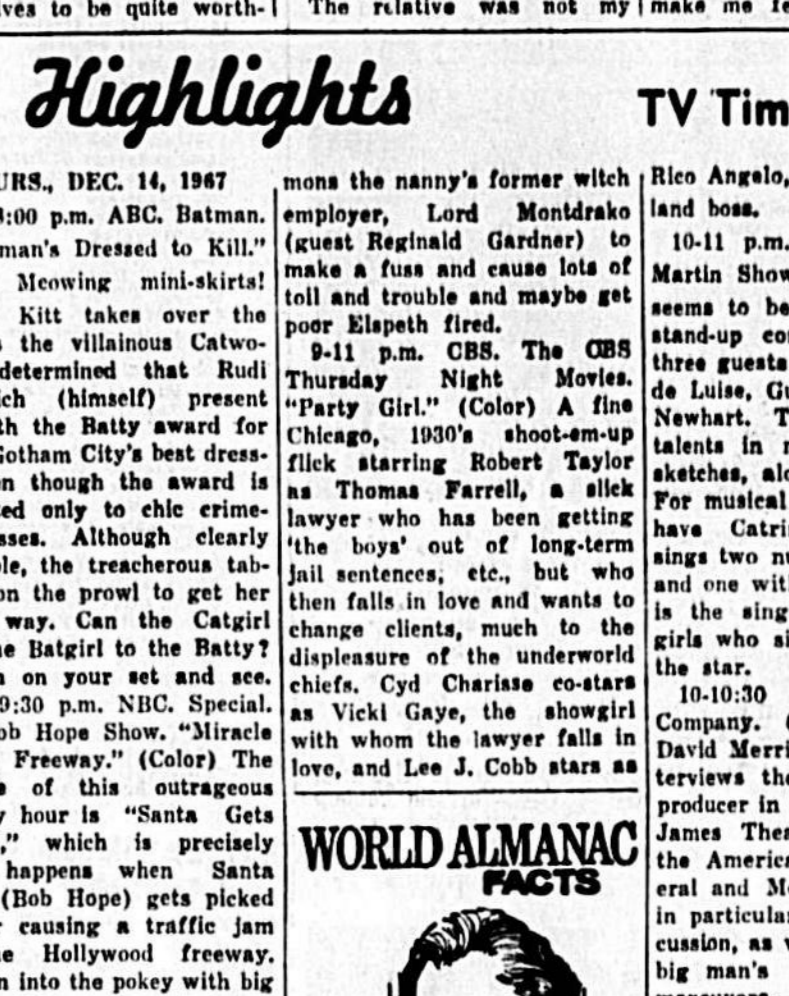 ves to be quite worth-
The relative was not my
make me fe
Highlights
TV Tim
URS., DEC. 14, 1967
8:00 p.m. ABC. Batman.
man's Dressed to Kill."
Meowing mini-skirts!
Kitt takes over the
s the villainous Catwo-
determined that Rudi
ich (himself) present
th the Batty award for
Gotham City's best dress-
n though the award is
ed only to chic crime-
sses. Although clearly
le, the treacherous tab-
on the prowl to get her
way. Can the Catgirl
e Batgirl to the Batty?
n on your set and see.
9:30 p.m. NBC. Special.
ob Hope Show. "Miracle
Freeway." (Color) The
e of this outrageous
y hour is "Santa Gets
," which is precisely
happens when Santa
(Bob Hope) gets picked
r causing a traffic jam
e Hollywood freeway.
n into the pokey with big
mons the nanny's former witch
employer, Lord Montdrako
(guest Reginald Gardner) to
make a fuss and cause lots of
toil and trouble and maybe get
poor Elspeth fired.
9-11 p.m. CBS. The CBS
Thursday Night Movies.
"Party Girl." (Color) A fine
Chicago, 1930's shoot-em-up
flick starring Robert Taylor
as Thomas Farrell, a slick
lawyer who has been getting
'the boys' out of long-term
jail sentences, etc., but who
then falls in love and wants to
change clients, much to the
displeasure of the underworld
chiefs. Cyd Charisse co-stars
as Vicki Gaye, the showgirl
with whom the lawyer falls in
love, and Lee J. Cobb stars as
WORLD ALMANAC
FACTS
Rico Angelo,
land boss.
10-11 p.m.
Martin Show
seems to be
stand-up co
three guests
de Luise, Gu
Newhart. T
talents in
sketches, alo
For musical
have Catri
sings two nu
and one with
is the sing
girls who si
the star.
10-10:30
Company. (
David Merri
terviews the
producer in
James Thea
the America
eral and Me
in particular
cussion, as
big man's